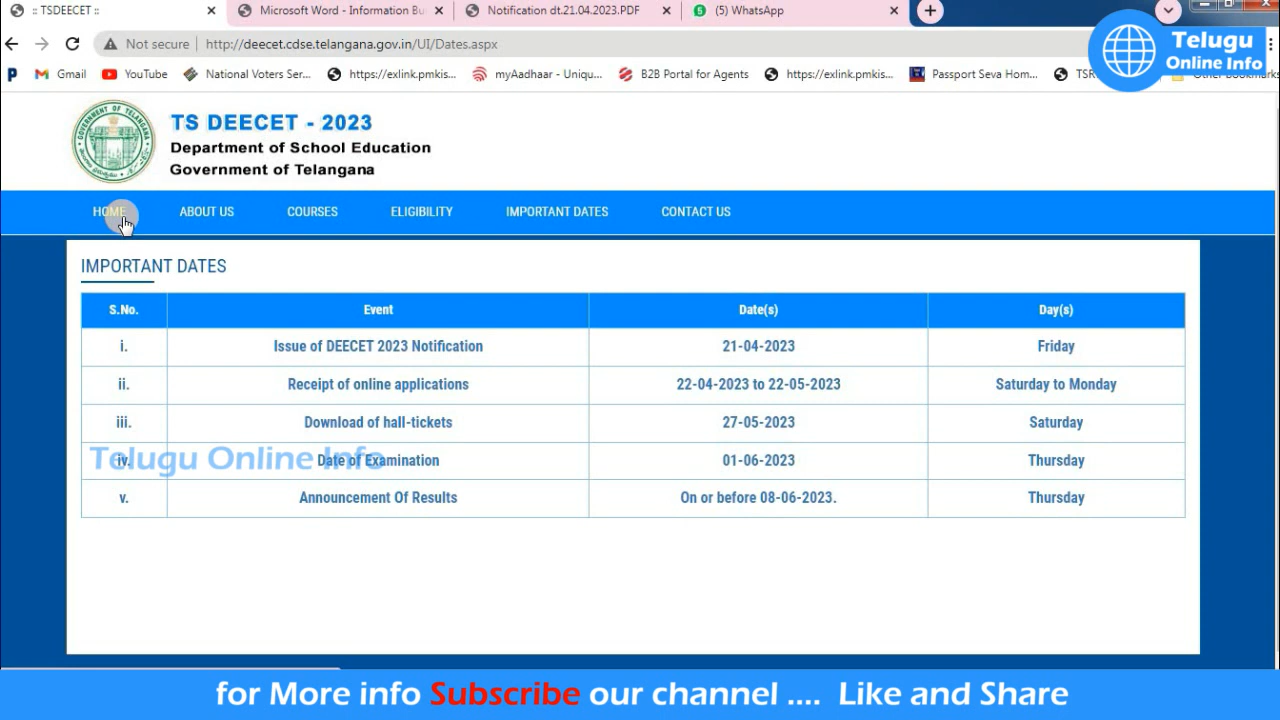 :: TSDEECET ::
Microsoft Word - Information Bu
Notification dt.21.04.2023.PDF
(5) WhatsApp
Not secure
http://deecet.cdse.telangana.gov.in/UI/Dates.aspx
Telugu
Online Info
Gmail
YouTube
National Voters Ser...
https://exlink.pmkis...
myAadhaar - Uniqu...
B2B Portal for Agents
https://exlink.pmkis...
Passport Seva Hom...
Other bookmarks
TS DEECET - 2023
Department of School Education
Government of Telangana
HOME
ABOUT US
COURSES
ELIGIBILITY
IMPORTANT DATES
CONTACT US
IMPORTANT DATES
S.No. Event Date(s) Day(s)
i. Issue of DEECET 2023 Notification 21-04-2023 Friday
ii. Receipt of online applications 22-04-2023 to 22-05-2023 Saturday to Monday
iii. Download of hall-tickets 27-05-2023 Saturday
iv. Date of Examination 01-06-2023 Thursday
Telugu Online Info
v. Announcement Of Results On or before 08-06-2023. Thursday
for More info Subscribe our channel .... Like and Share